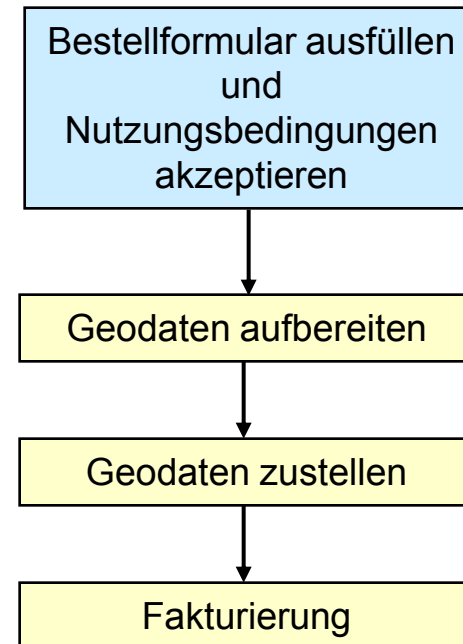 Bestellformular ausfüllen
und
Nutzungsbedingungen
akzeptieren
Geodaten aufbereiten
Geodaten zustellen
Fakturierung